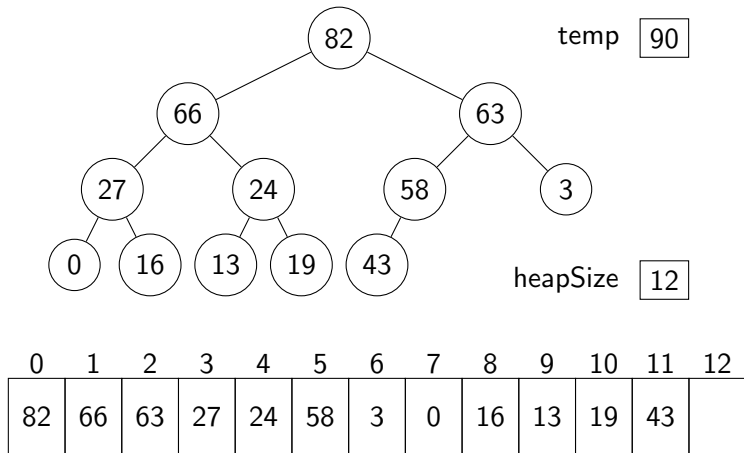 82
temp 90
66 63
27 24 58 3
0 16 13 19 43
heapSize 12
0 1 2 3 4 5 6 7 8 9 10 11 12
82 66 63 27 24 58 3 0 16 13 19 43